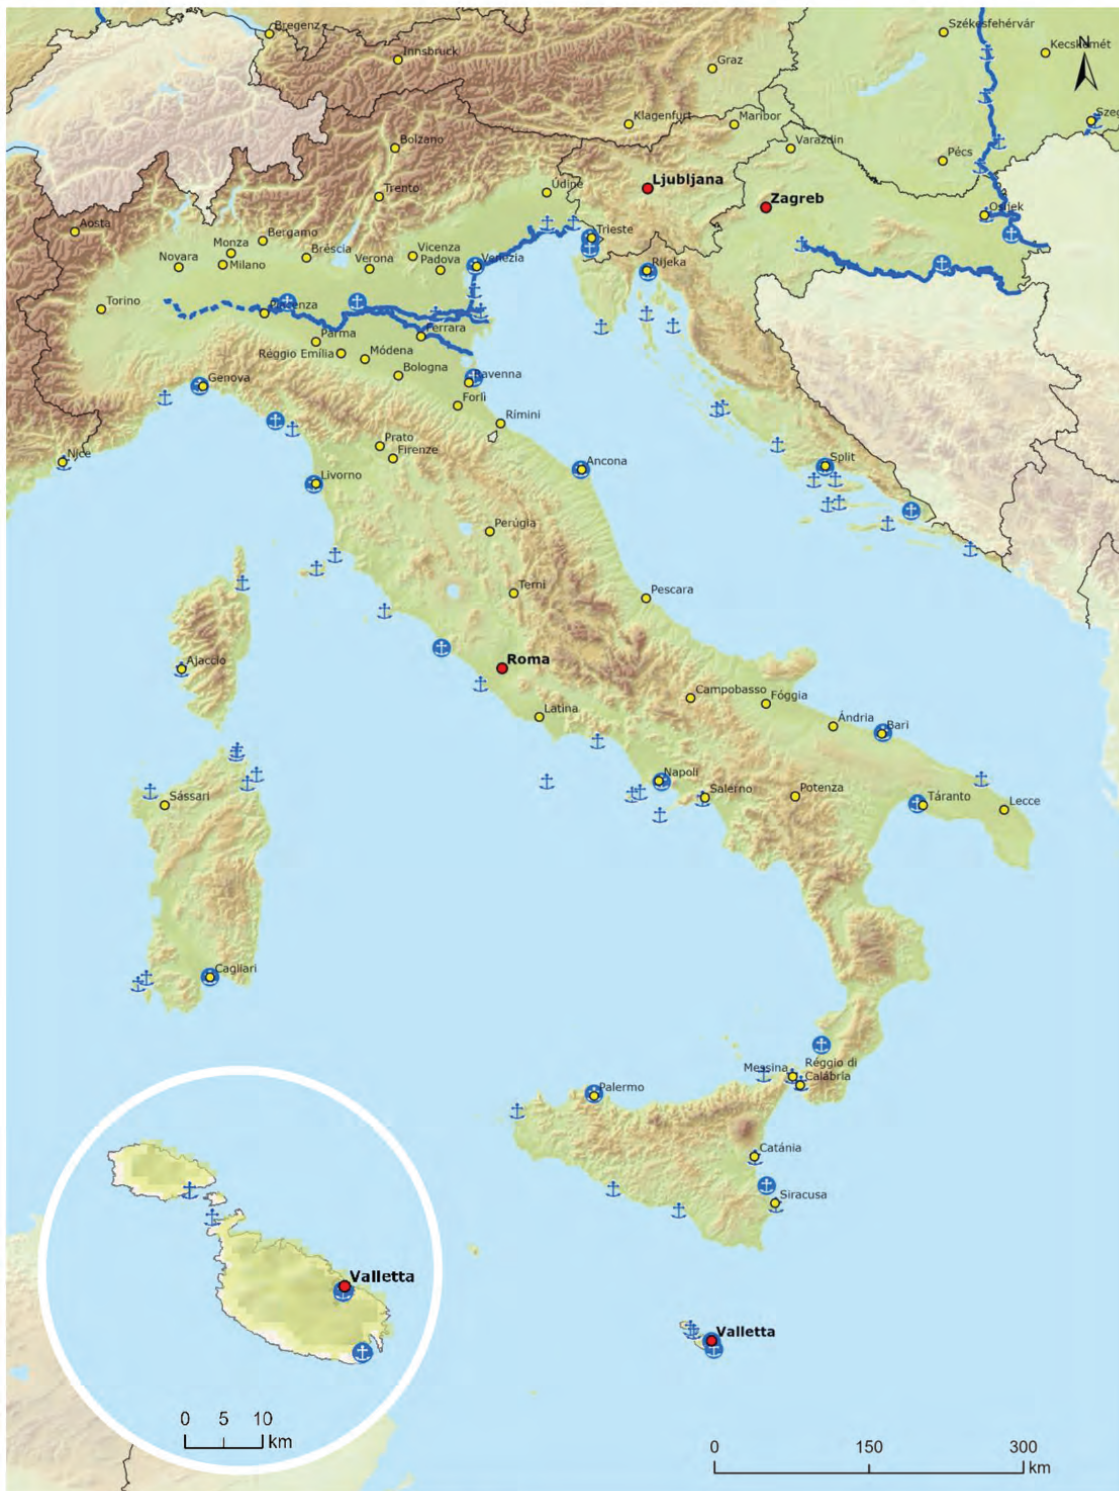 Bregenz
Székesfehérvár
N
Kecskemét
Innsbruck
Graz
Klagenfurt
Maribor
Szeg
Bolzano
Varazdin
Pécs
Trento
Udine
Ljubljana
Zagreb
Osijek
Aosta
Bergamo
Monza
Bréscia
Vicenza
Trieste
Novara
Milano
Verona
Padova
Venezia
Rijeka
Torino
Piacenza
Parma
Ferrara
Réggio Emília
Módena
Bologna
Ravenna
Genova
Forlì
Rímini
Nice
Prato
Firenze
Ancona
Split
Livorno
Perúgia
Terni
Pescara
Ajaccio
Roma
Latina
Campobasso
Fóggia
Ándria
Bari
Napoli
Salerno
Potenza
Táranto
Lecce
Sássari
Cagliari
Messina
Réggio di
Calábria
Palermo
Catánia
Siracusa
Valletta
Valletta
0 5 10
km
0 150 300
km